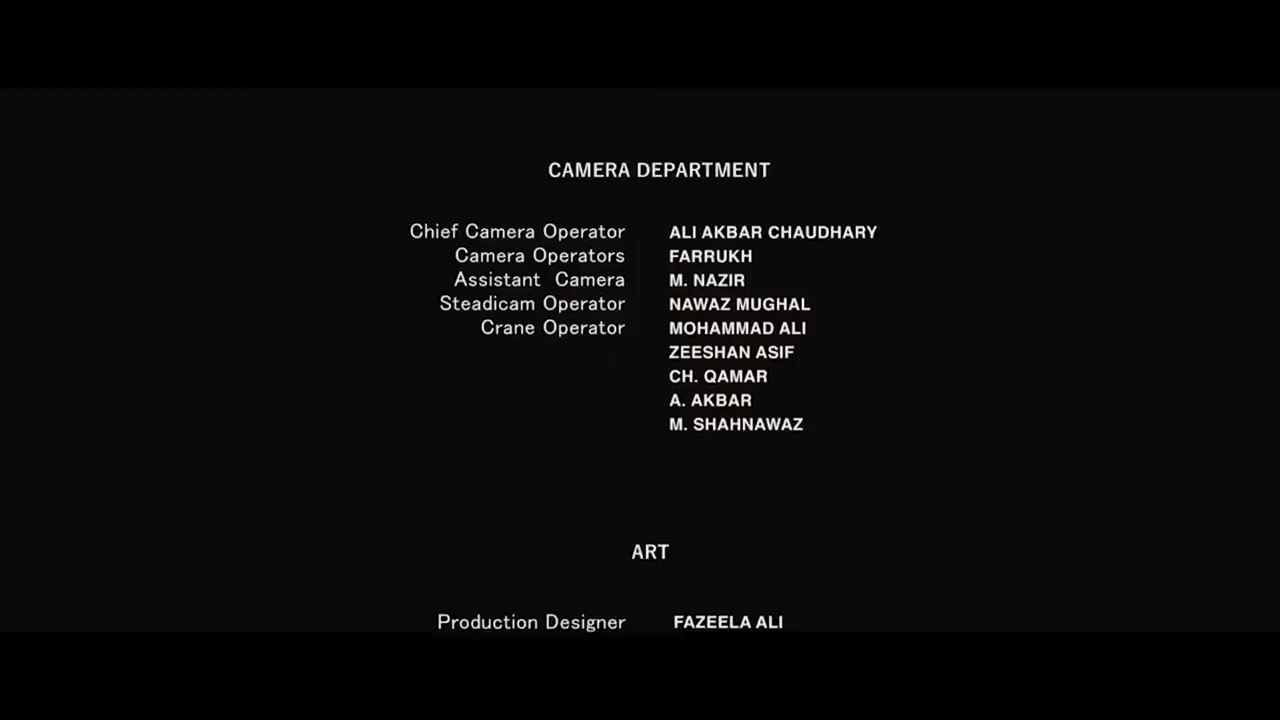 CAMERA DEPARTMENT
Chief Camera Operator ALI AKBAR CHAUDHARY
Camera Operators FARRUKH
Assistant Camera M. NAZIR
Steadicam Operator NAWAZ MUGHAL
Crane Operator MOHAMMAD ALI
ZEESHAN ASIF
CH. QAMAR
A. AKBAR
M. SHAHNAWAZ
ART
Production Designer FAZEELA ALI